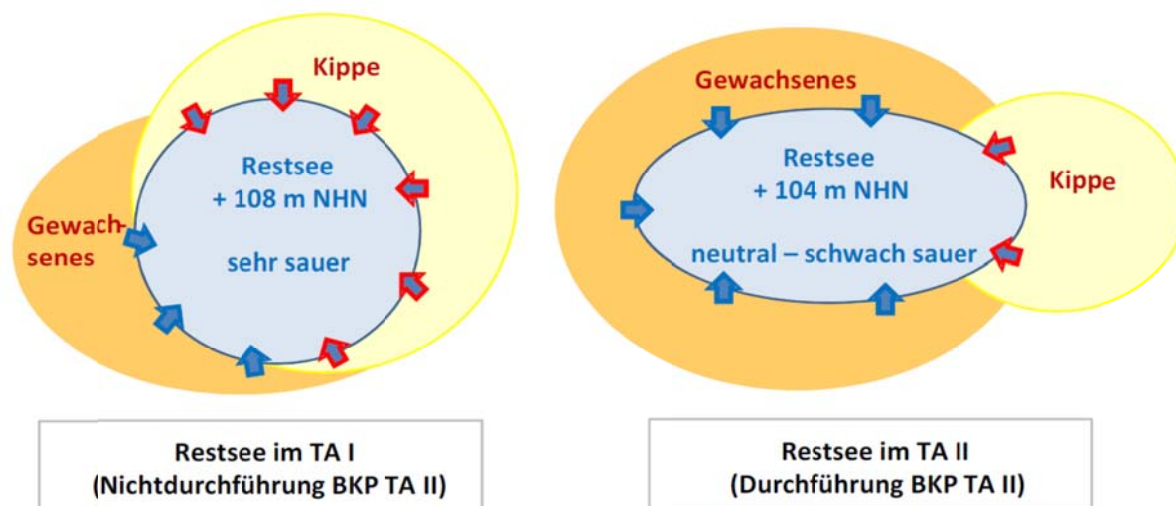 Kippe
Restsee
+ 108 m NHN
Gewach-
senes
sehr sauer
Restsee im TA I
(Nichtdurchführung BKP TA II)
Gewachsenes
Restsee
+ 104 m NHN
Kippe
neutral – schwach sauer
Restsee im TA II
(Durchführung BKP TA II)